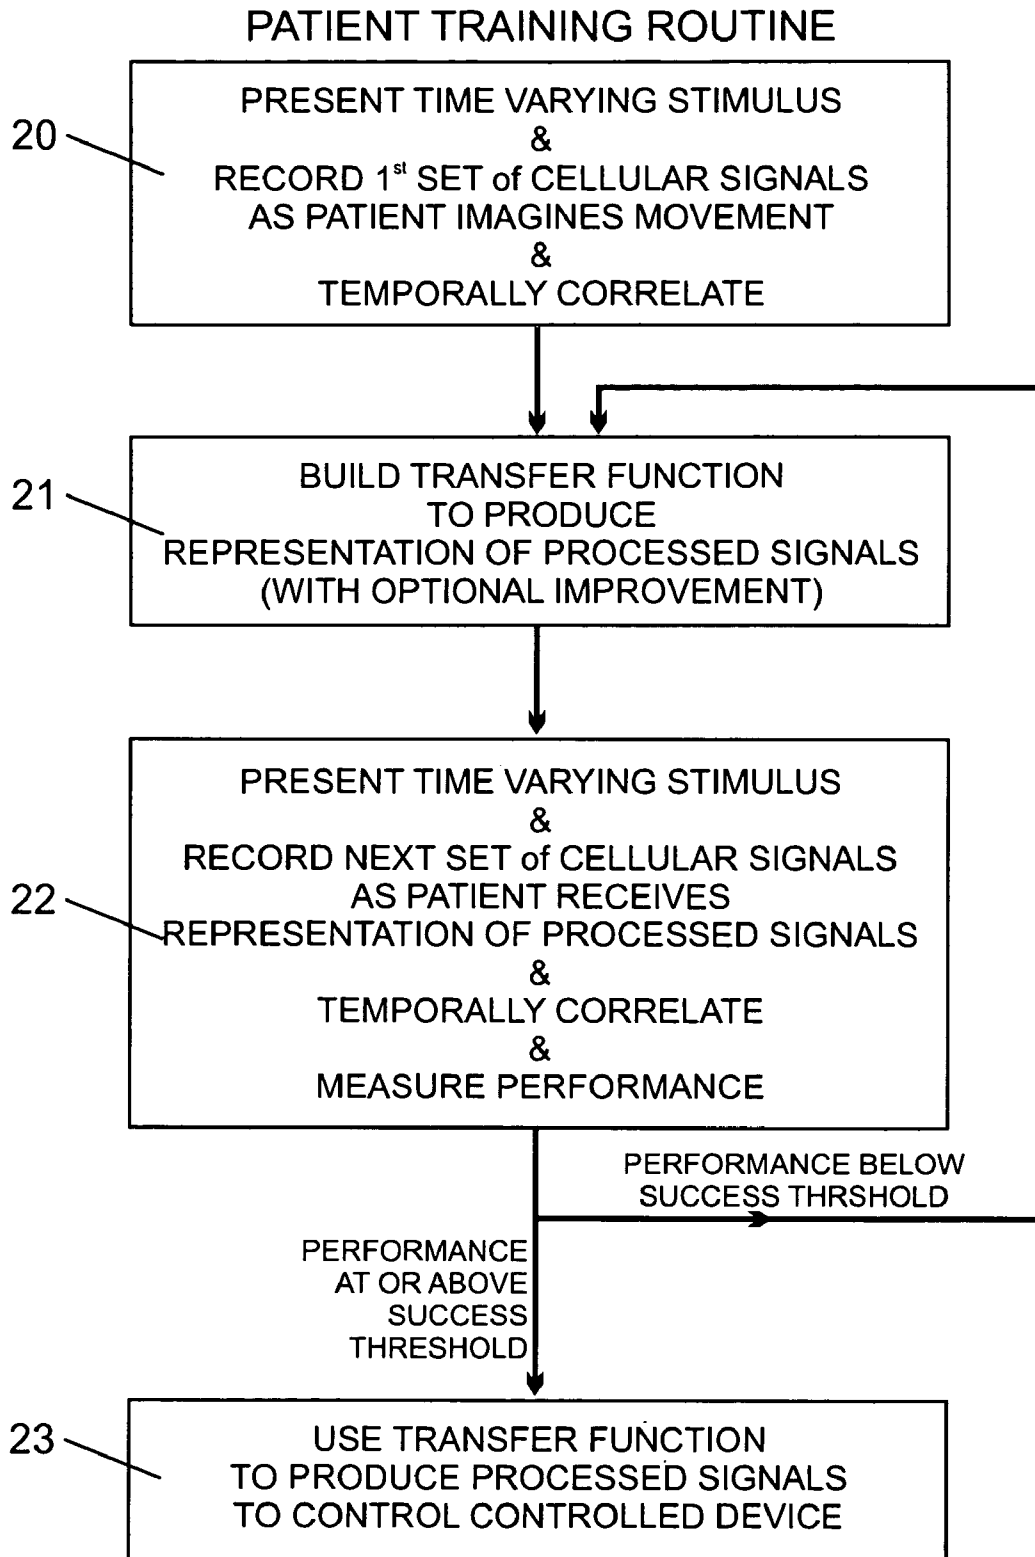 PATIENT TRAINING ROUTINE
20
PRESENT TIME VARYING STIMULUS
&
RECORD 1st SET of CELLULAR SIGNALS
AS PATIENT IMAGINES MOVEMENT
&
TEMPORALLY CORRELATE
21
BUILD TRANSFER FUNCTION
TO PRODUCE
REPRESENTATION OF PROCESSED SIGNALS
(WITH OPTIONAL IMPROVEMENT)
22
PRESENT TIME VARYING STIMULUS
&
RECORD NEXT SET of CELLULAR SIGNALS
AS PATIENT RECEIVES
REPRESENTATION OF PROCESSED SIGNALS
&
TEMPORALLY CORRELATE
&
MEASURE PERFORMANCE
PERFORMANCE BELOW
SUCCESS THRSHOLD
PERFORMANCE
AT OR ABOVE
SUCCESS
THRESHOLD
23
USE TRANSFER FUNCTION
TO PRODUCE PROCESSED SIGNALS
TO CONTROL CONTROLLED DEVICE